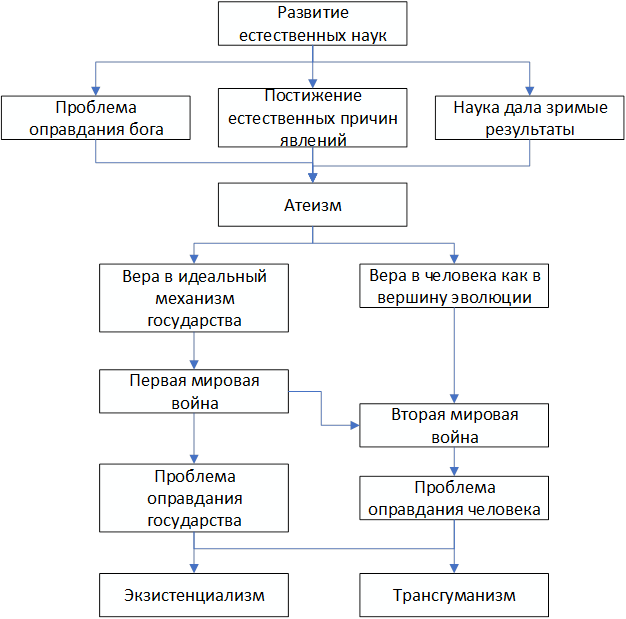 Развитие
естественных наук
Проблема
оправдания бога
Постижение
естественных причин
явлений
Наука дала зримые
результаты
Атеизм
Вера в идеальный
механизм
государства
Вера в человека как в
вершину эволюции
Первая мировая
война
Вторая мировая
война
Проблема
оправдания
государства
Проблема
оправдания человека
Экзистенциализм
Трансгуманизм